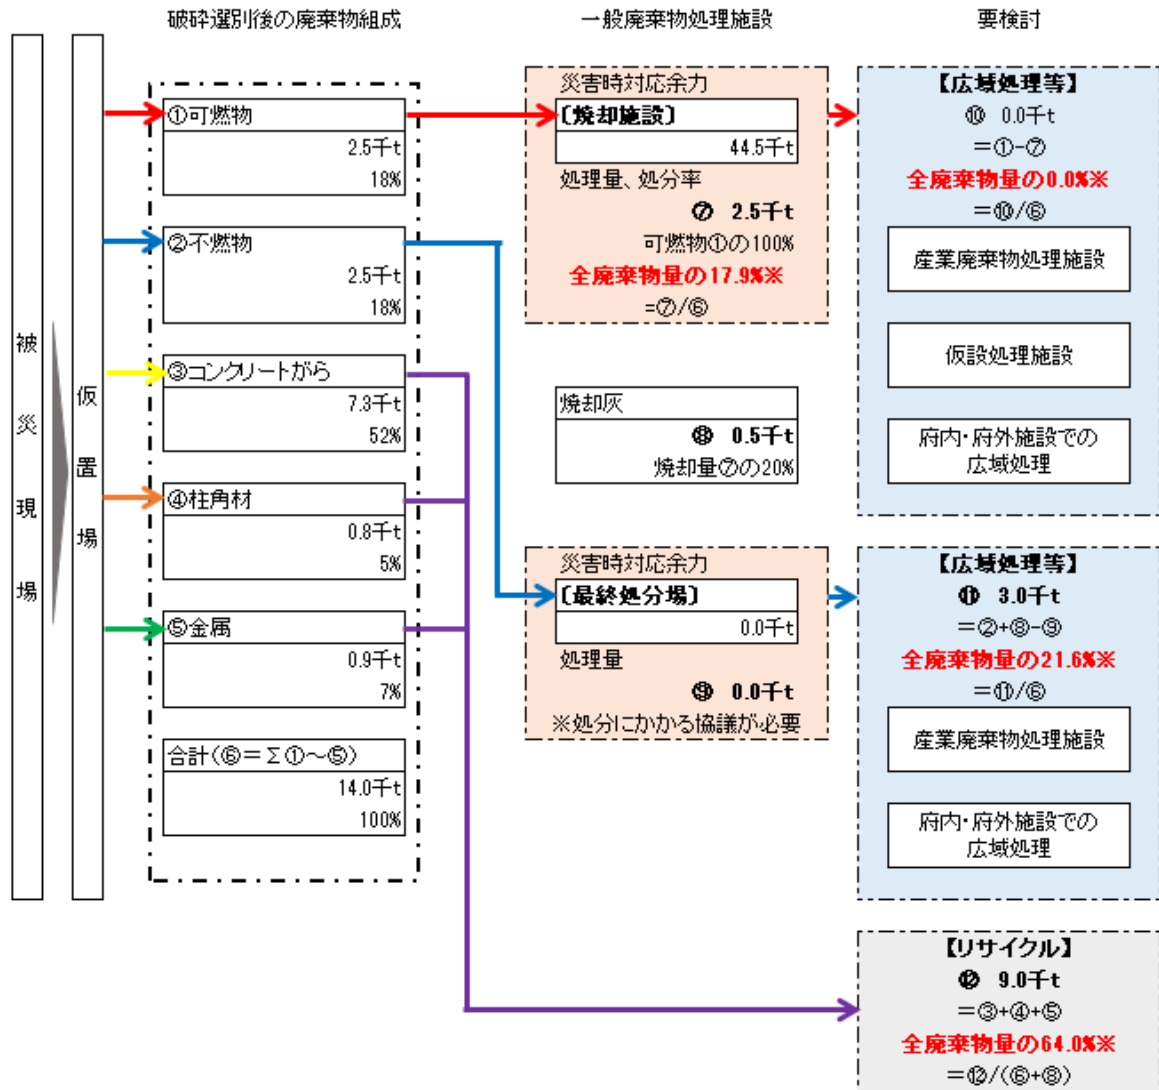 破砕選別後の廃棄物組成
一般廃棄物処理施設
要検討
被災現場
仮置場
①可燃物
2.5千t
18%
②不燃物
2.5千t
18%
③コンクリートがら
7.3千t
52%
④柱角材
0.8千t
5%
⑤金属
0.9千t
7%
合計(⑥=Σ①～⑤)
14.0千t
100%
災害時対応余力
〔焼却施設〕
44.5千t
処理量、処分率
⑦ 2.5千t
可燃物①の100%
全廃棄物量の17.9%※
=⑦/⑥
焼却灰
⑧ 0.5千t
焼却量⑦の20%
災害時対応余力
〔最終処分場〕
0.0千t
処理量
⑨ 0.0千t
※処分にかかる協議が必要
【広域処理等】
⑩ 0.0千t
=①-⑦
全廃棄物量の0.0%※
=⑩/⑥
産業廃棄物処理施設
仮設処理施設
府内・府外施設での
広域処理
【広域処理等】
⑪ 3.0千t
=②+⑧-⑨
全廃棄物量の21.6%※
=⑪/⑥
産業廃棄物処理施設
府内・府外施設での
広域処理
【リサイクル】
⑫ 9.0千t
=③+④+⑤
全廃棄物量の64.0%※
=⑫/(⑥+⑧)